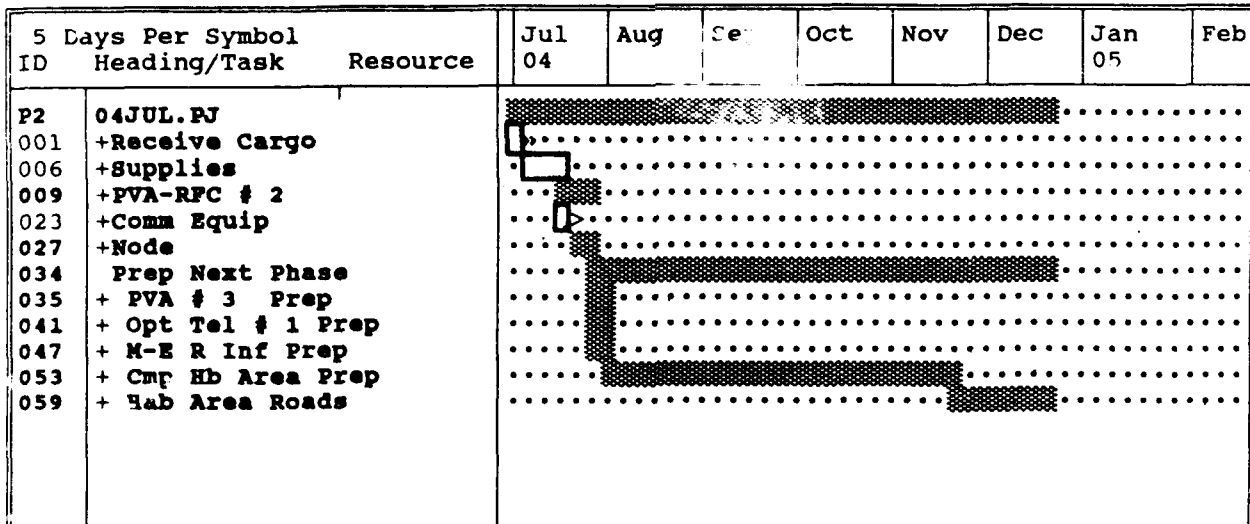 5 Days Per Symbol
ID Heading/Task Resource
Jul Aug Oct Nov Dec Jan Feb
04 05
P2 04JUL.PJ
001 +Receive Cargo
006 +Supplies
009 +PVA-RFC # 2
023 +Comm Equip
027 +Node
034 Prep Next Phase
035 + PVA # 3 Prep
041 + Opt Tel # 1 Prep
047 + M-E R Inf Prep
053 + Cmp Hb Area Prep
059 + Hab Area Roads